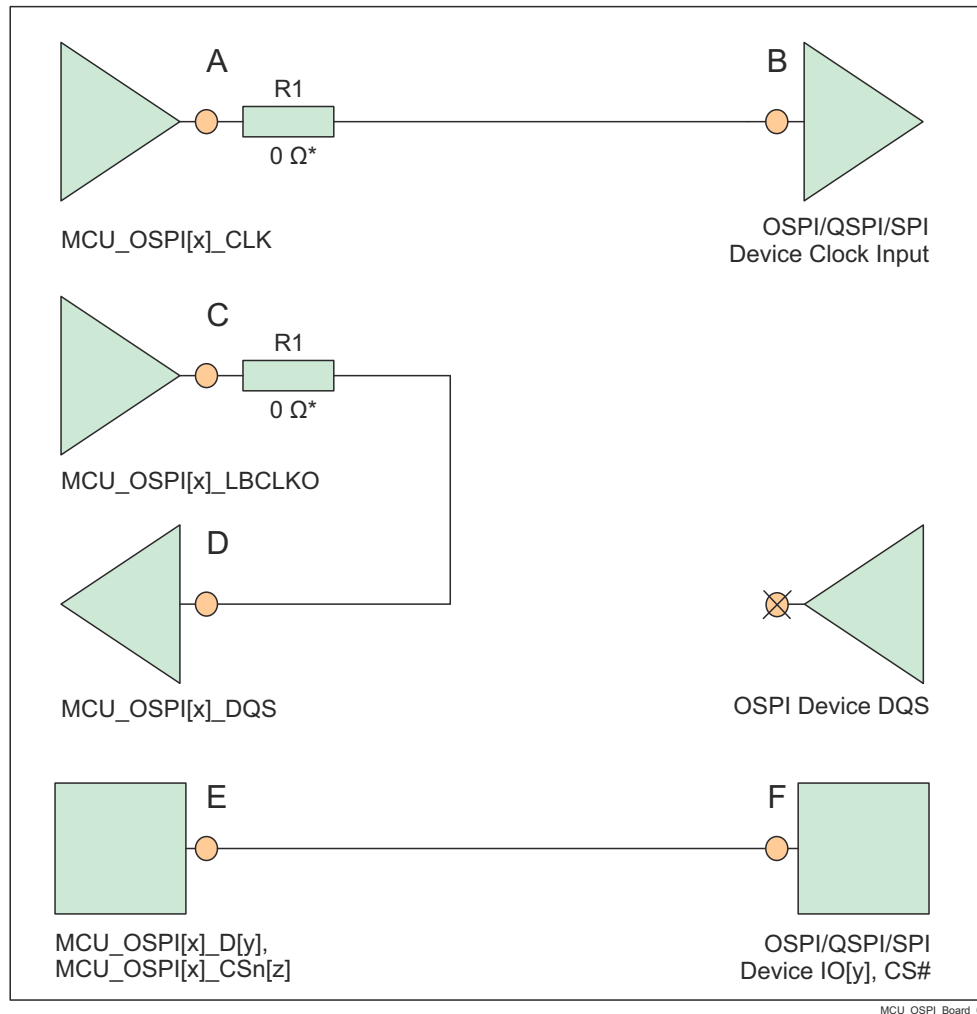 A
B
R1
0 Ω*
MCU_OSPI[x]_CLK
OSPI/QSPI/SPI
Device Clock Input
C
R1
0 Ω*
MCU_OSPI[x]_LBCLKO
D
MCU_OSPI[x]_DQS
OSPI Device DQS
E
F
MCU_OSPI[x]_D[y],
MCU_OSPI[x]_CSn[z]
OSPI/QSPI/SPI
Device IO[y], CS#
MCU_OSPI_Board_